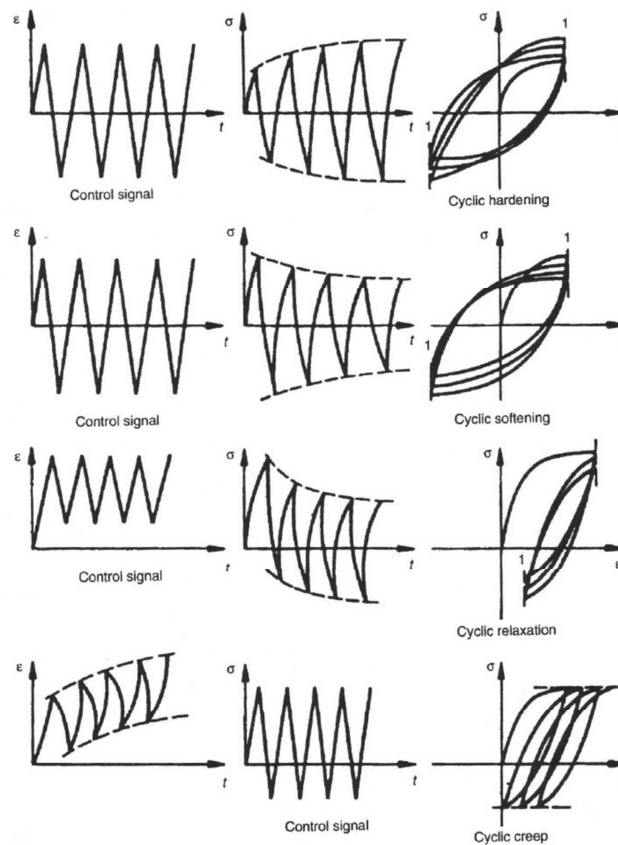 ε
σ
σ
1
t
t
1
Control signal
Cyclic hardening
ε
σ
σ
1
t
t
1
Control signal
Cyclic softening
ε
σ
σ
t
t
1
ε
Control signal
Cyclic relaxation
ε
σ
σ
t
t
Control signal
Cyclic creep